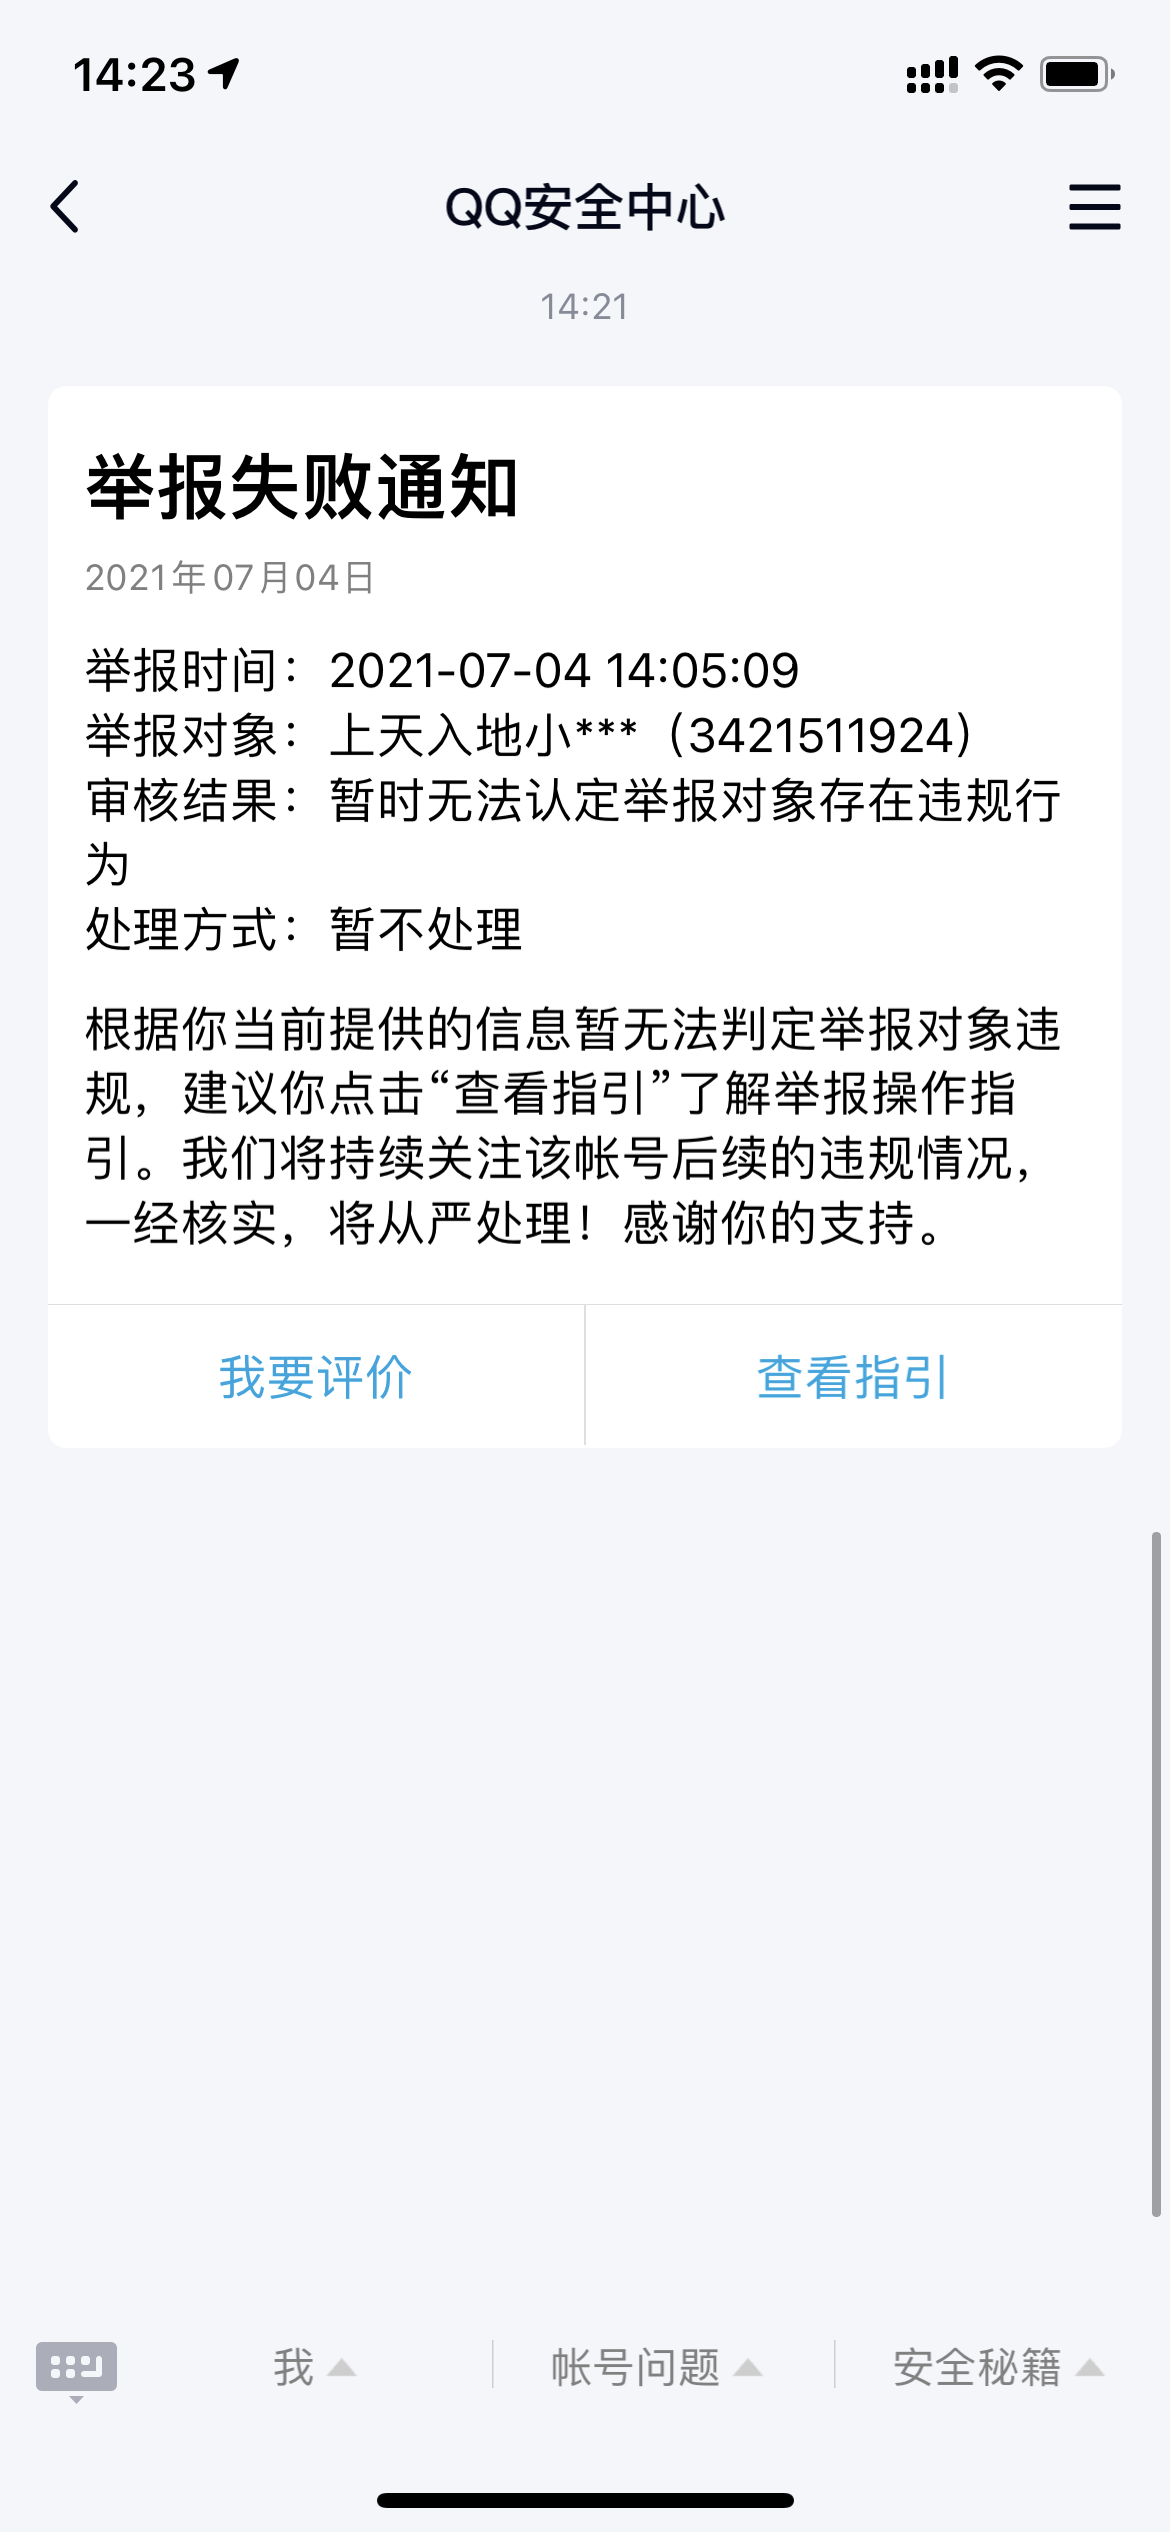 14:23
QQ安全中心
14:21
举报失败通知
2021年07月04日
举报时间：2021-07-04 14:05:09
举报对象：上天入地小***（3421511924）
审核结果：暂时无法认定举报对象存在违规行
为
处理方式：暂不处理
根据你当前提供的信息暂无法判定举报对象违
规，建议你点击“查看指引”了解举报操作指
引。我们将持续关注该帐号后续的违规情况，
一经核实，将从严处理！感谢你的支持。
我要评价
查看指引
我
帐号问题
安全秘籍